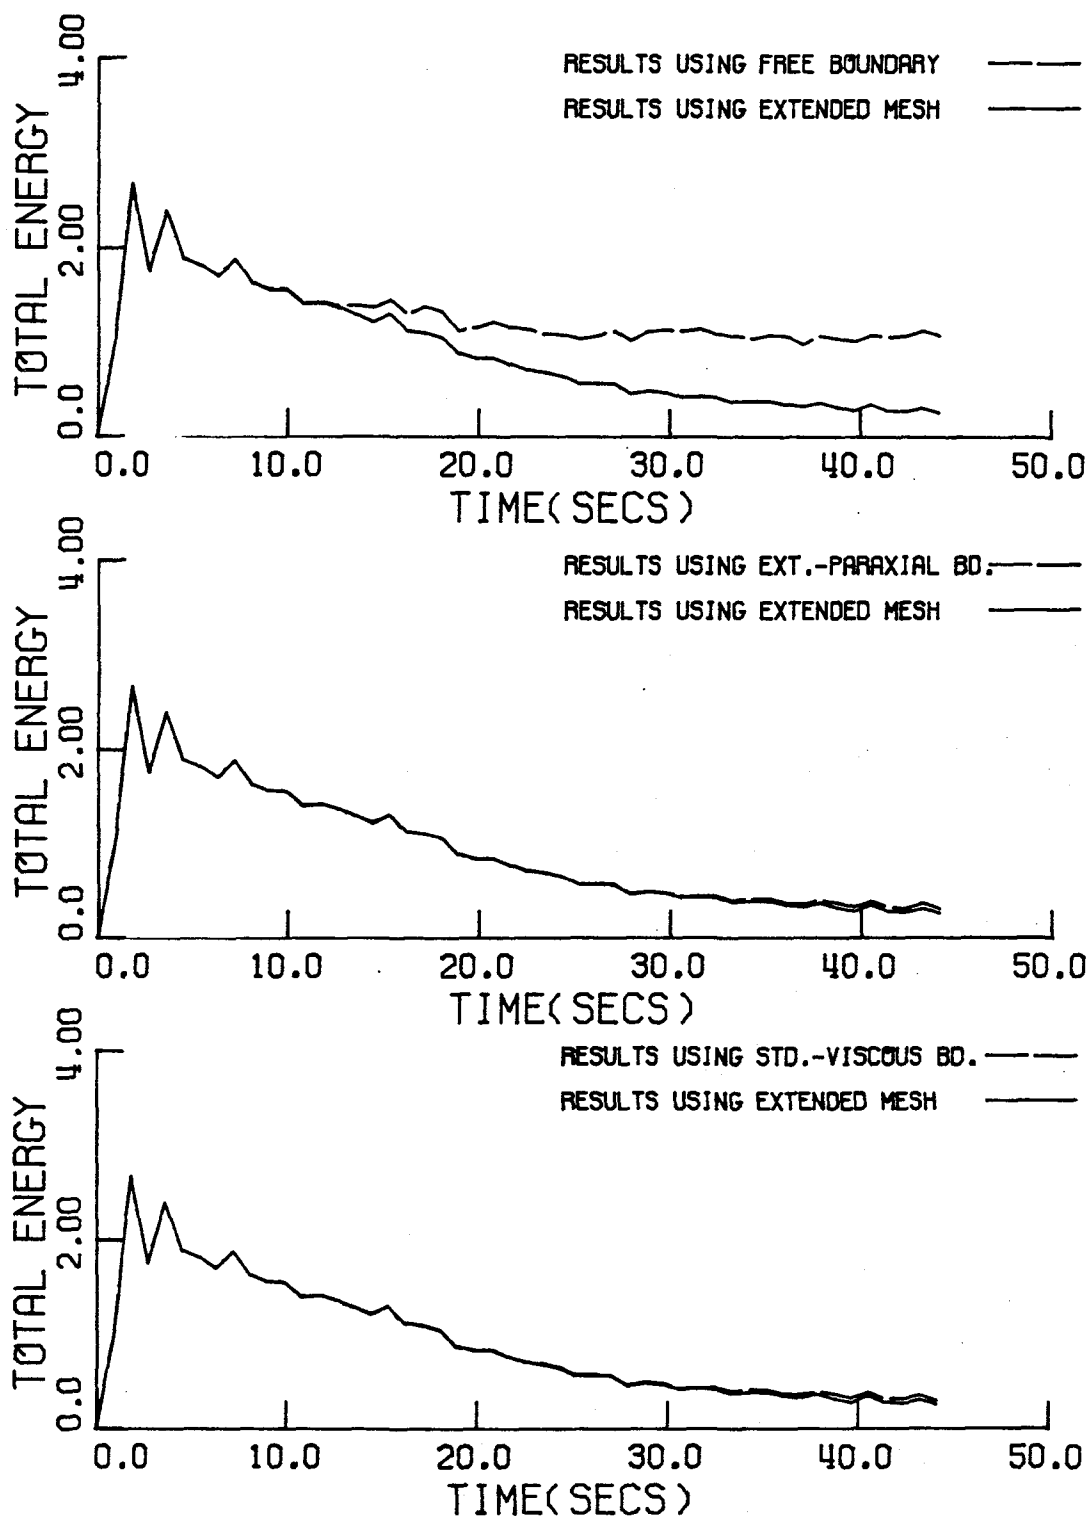 4.00
RESULTS USING FREE BOUNDARY
RESULTS USING EXTENDED MESH
TOTAL ENERGY
2.00
0.0
0.0 10.0 20.0 30.0 40.0 50.0
TIME(SECS)
4.00
RESULTS USING EXT.-PARAXIAL BD.
RESULTS USING EXTENDED MESH
TOTAL ENERGY
2.00
0.0
0.0 10.0 20.0 30.0 40.0 50.0
TIME(SECS)
4.00
RESULTS USING STD.-VISCOUS BD.
RESULTS USING EXTENDED MESH
TOTAL ENERGY
2.00
0.0
0.0 10.0 20.0 30.0 40.0 50.0
TIME(SECS)